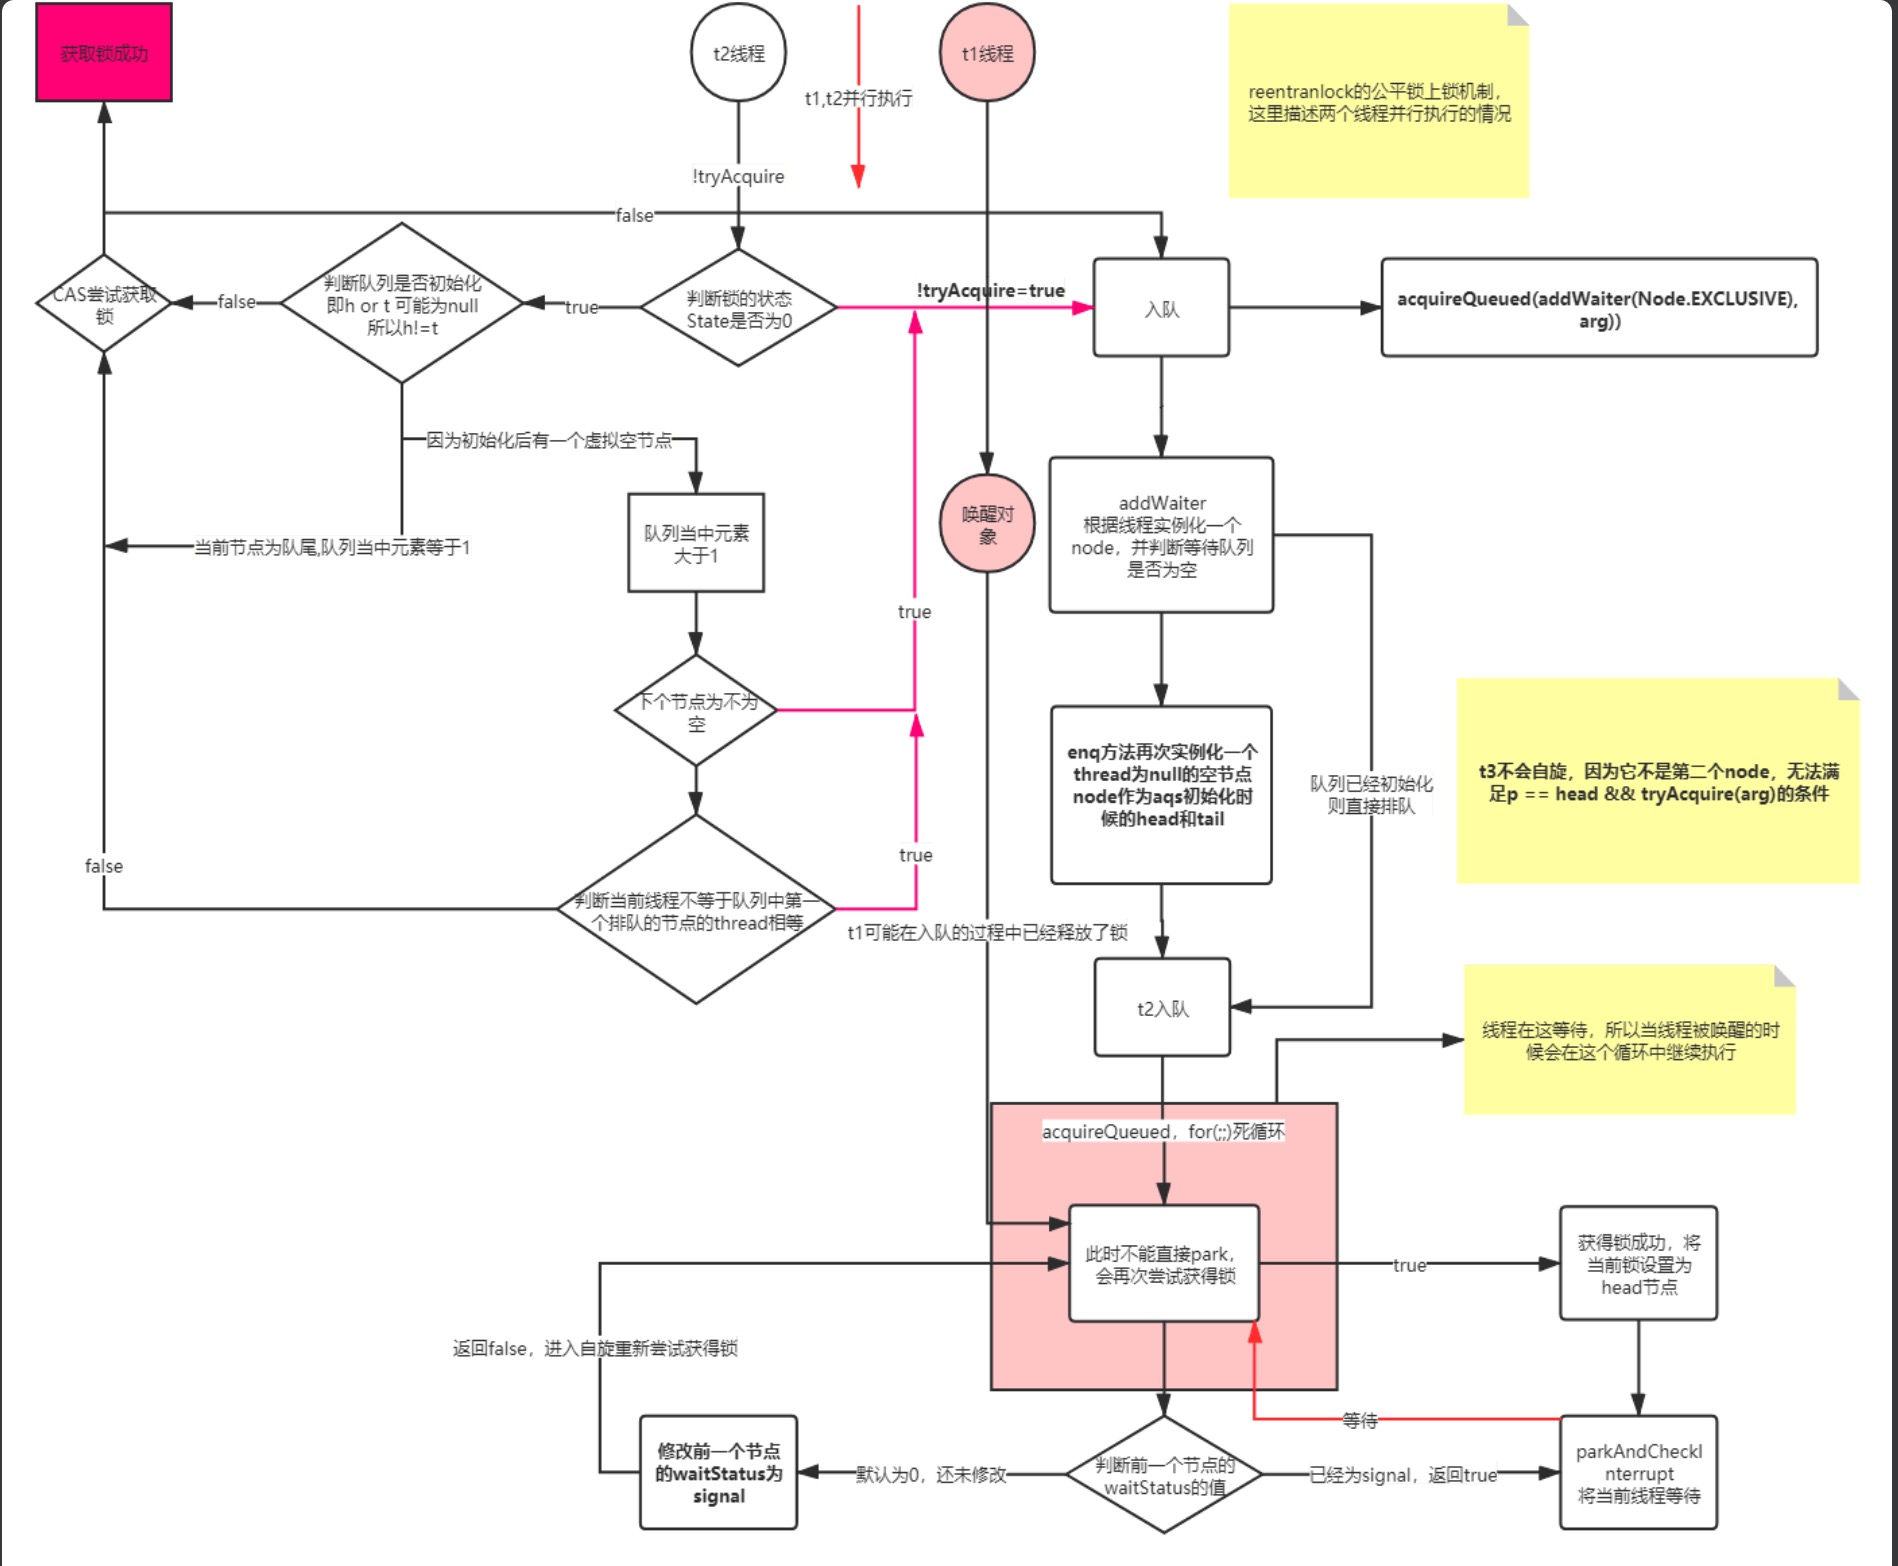 获取锁成功
t2线程
t1线程
t1,t2并行执行
reentranlock的公平锁上锁机制，
这里描述两个线程并行执行的情况
!tryAcquire
false
CAS尝试获取
锁
false
判断队列是否初始化
即h or t 可能为null
所以h!=t
true
判断锁的状态
State是否为0
!tryAcquire=true
入队
acquireQueued(addWaiter(Node.EXCLUSIVE),
arg))
因为初始化后有一个虚拟空节点
当前节点为队尾,队列当中元素等于1
队列当中元素
大于1
唤醒对
象
addWaiter
根据线程实例化一个
node，并判断等待队列
是否为空
true
下个节点为不为
空
enq方法再次实例化一个
thread为null的空节点
node作为aqs初始化时
候的head和tail
队列已经初始化
则直接排队
t3不会自旋，因为它不是第二个node，无法满
足p == head && tryAcquire(arg)的条件
false
true
判断当前线程不等于队列中第一
个排队的节点的thread相等
t1可能在入队的过程中已经释放了锁
t2入队
线程在这等待，所以当线程被唤醒的时
候会在这个循环中继续执行
acquireQueued，for(;;)死循环
此时不能直接park，
会再次尝试获得锁
true
获得锁成功，将
当前锁设置为
head节点
返回false，进入自旋重新尝试获得锁
等待
修改前一个节点
的waitStatus为
signal
默认为0，还未修改
判断前一个节点的
waitStatus的值
已经为signal，返回true
parkAndCheckI
nterrupt
将当前线程等待